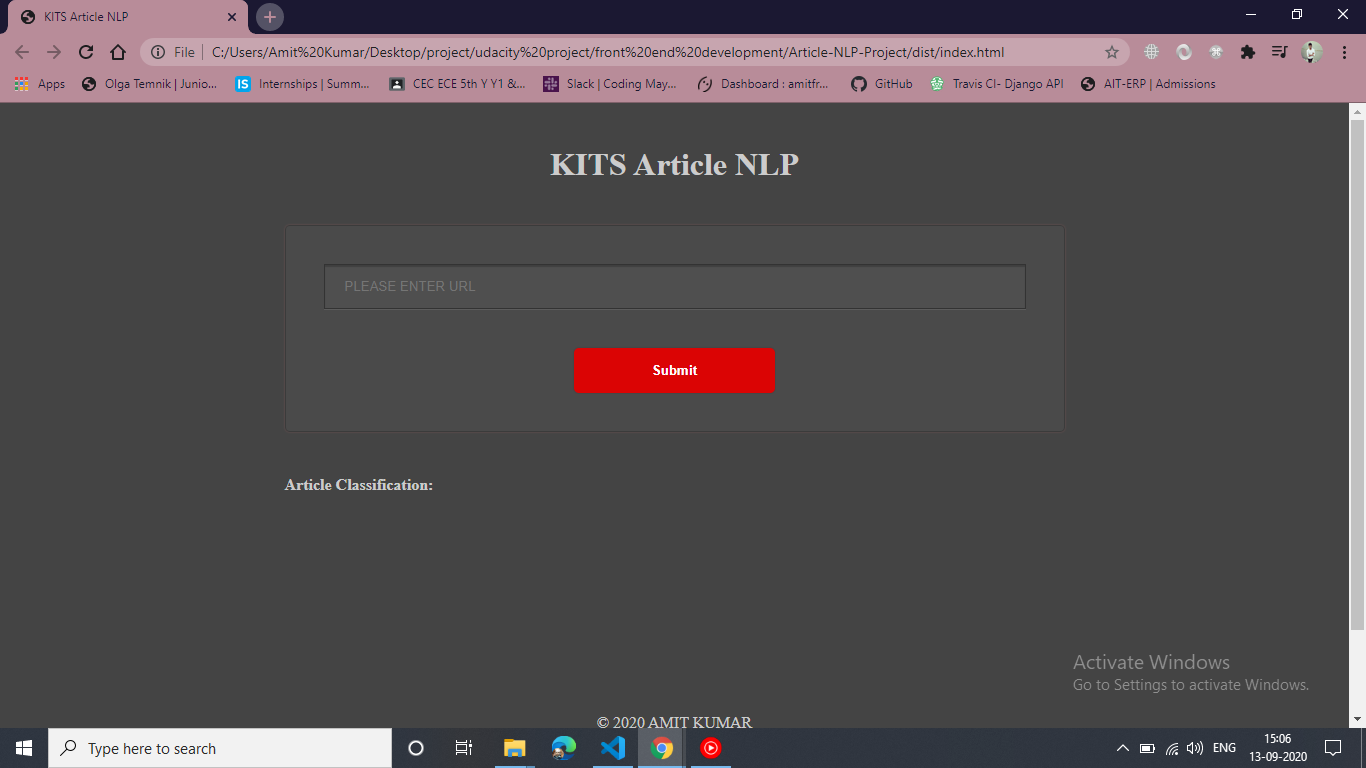 KITS Article NLP
File C:/Users/Amit%20Kumar/Desktop/project/udacity%20project/front%20end%20development/Article-NLP-Project/dist/index.html
Apps Olga Temnik | Junio... Internships | Summ... CEC ECE 5th Y Y1 &... Slack | Coding May... Dashboard : amitfr... GitHub Travis CI- Django API AIT-ERP | Admissions
KITS Article NLP
PLEASE ENTER URL
Submit
Article Classification:
Activate Windows
Go to Settings to activate Windows.
© 2020 AMIT KUMAR
Type here to search
ENG
15:06
13-09-2020